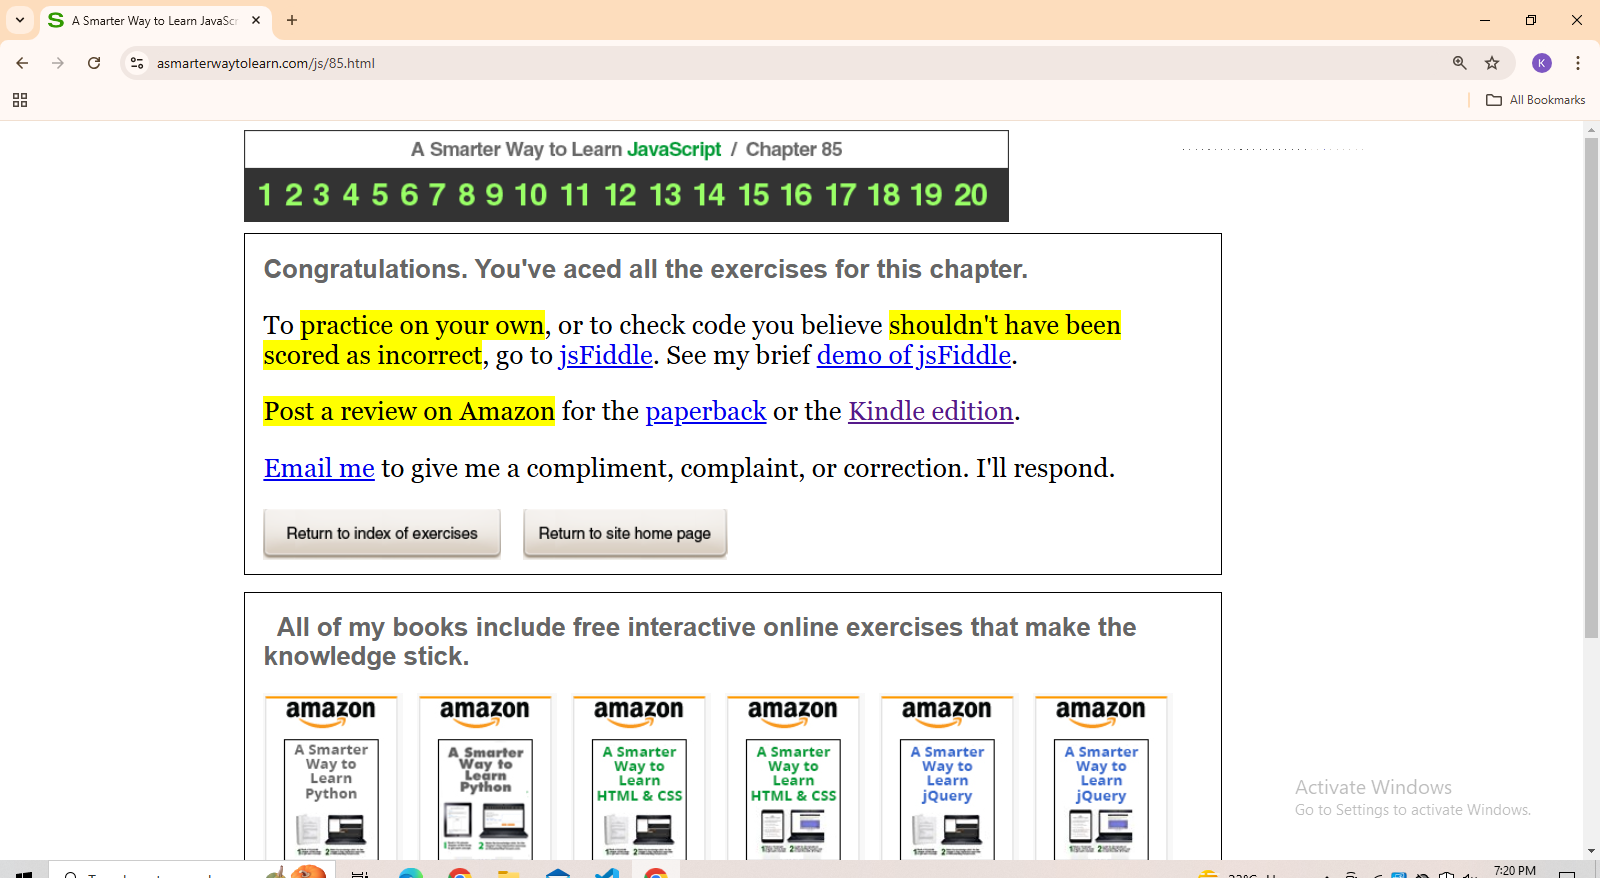 A Smarter Way to Learn JavaScr
asmarterwaytolearn.com/js/85.html
K
All Bookmarks
A Smarter Way to Learn JavaScript / Chapter 85
1 2 3 4 5 6 7 8 9 10 11 12 13 14 15 16 17 18 19 20
Congratulations. You've aced all the exercises for this chapter.
To practice on your own, or to check code you believe shouldn't have been
scored as incorrect, go to jsFiddle. See my brief demo of jsFiddle.
Post a review on Amazon for the paperback or the Kindle edition.
Email me to give me a compliment, complaint, or correction. I'll respond.
Return to index of exercises
Return to site home page
All of my books include free interactive online exercises that make the
knowledge stick.
amazon amazon amazon amazon amazon amazon
A Smarter
Way to
Learn
Python
A Smarter
Way to
Learn
Python
A Smarter
Way to
Learn
HTML & CSS
A Smarter
Way to
Learn
HTML & CSS
A Smarter
Way to
Learn
jQuery
A Smarter
Way to
Learn
jQuery
Activate Windows
Go to Settings to activate Windows.
7:20 PM